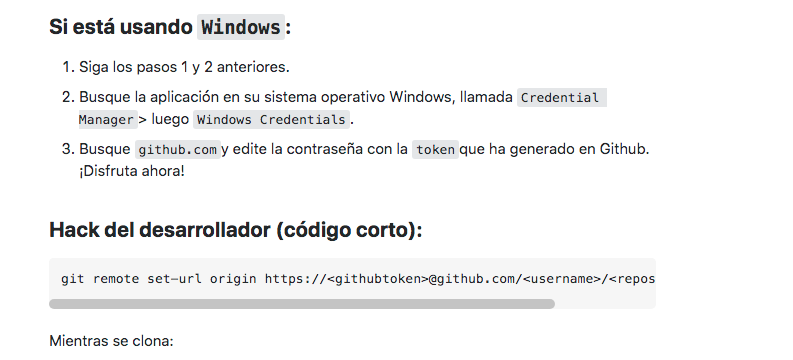 Si está usando Windows:
1. Siga los pasos 1 y 2 anteriores.
2. Busque la aplicación en su sistema operativo Windows, llamada Credential
Manager> luego Windows Credentials.
3. Busque github.com y edite la contraseña con la token que ha generado en Github.
¡Disfruta ahora!
Hack del desarrollador (código corto):
git remote set-url origin https://<githubtoken>@github.com/<username>/<repos
Mientras se clona: